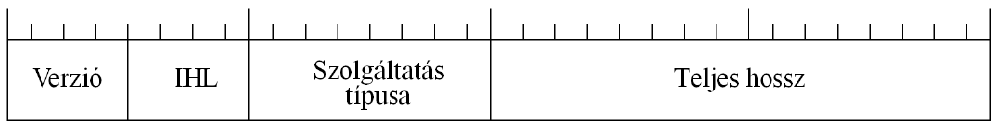 Verzió
IHL
Szolgáltatás
típusa
Teljes hossz